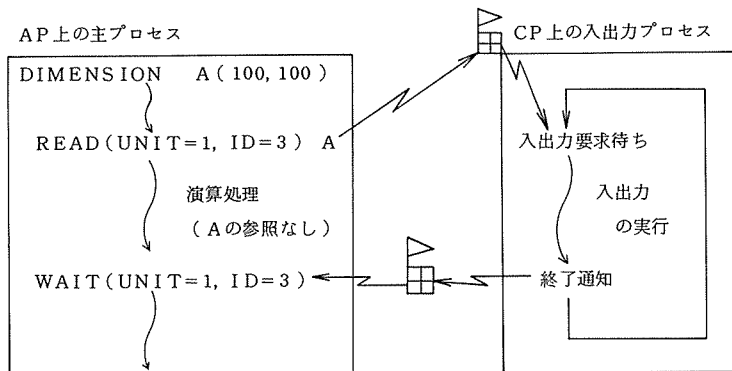 AP上の主プロセス
CP上の入出力プロセス
DIMENSION A(100,100)
READ(UNIT=1, ID=3) A
入出力要求待ち
演算処理
(Aの参照なし)
入出力
の実行
WAIT(UNIT=1, ID=3)
終了通知